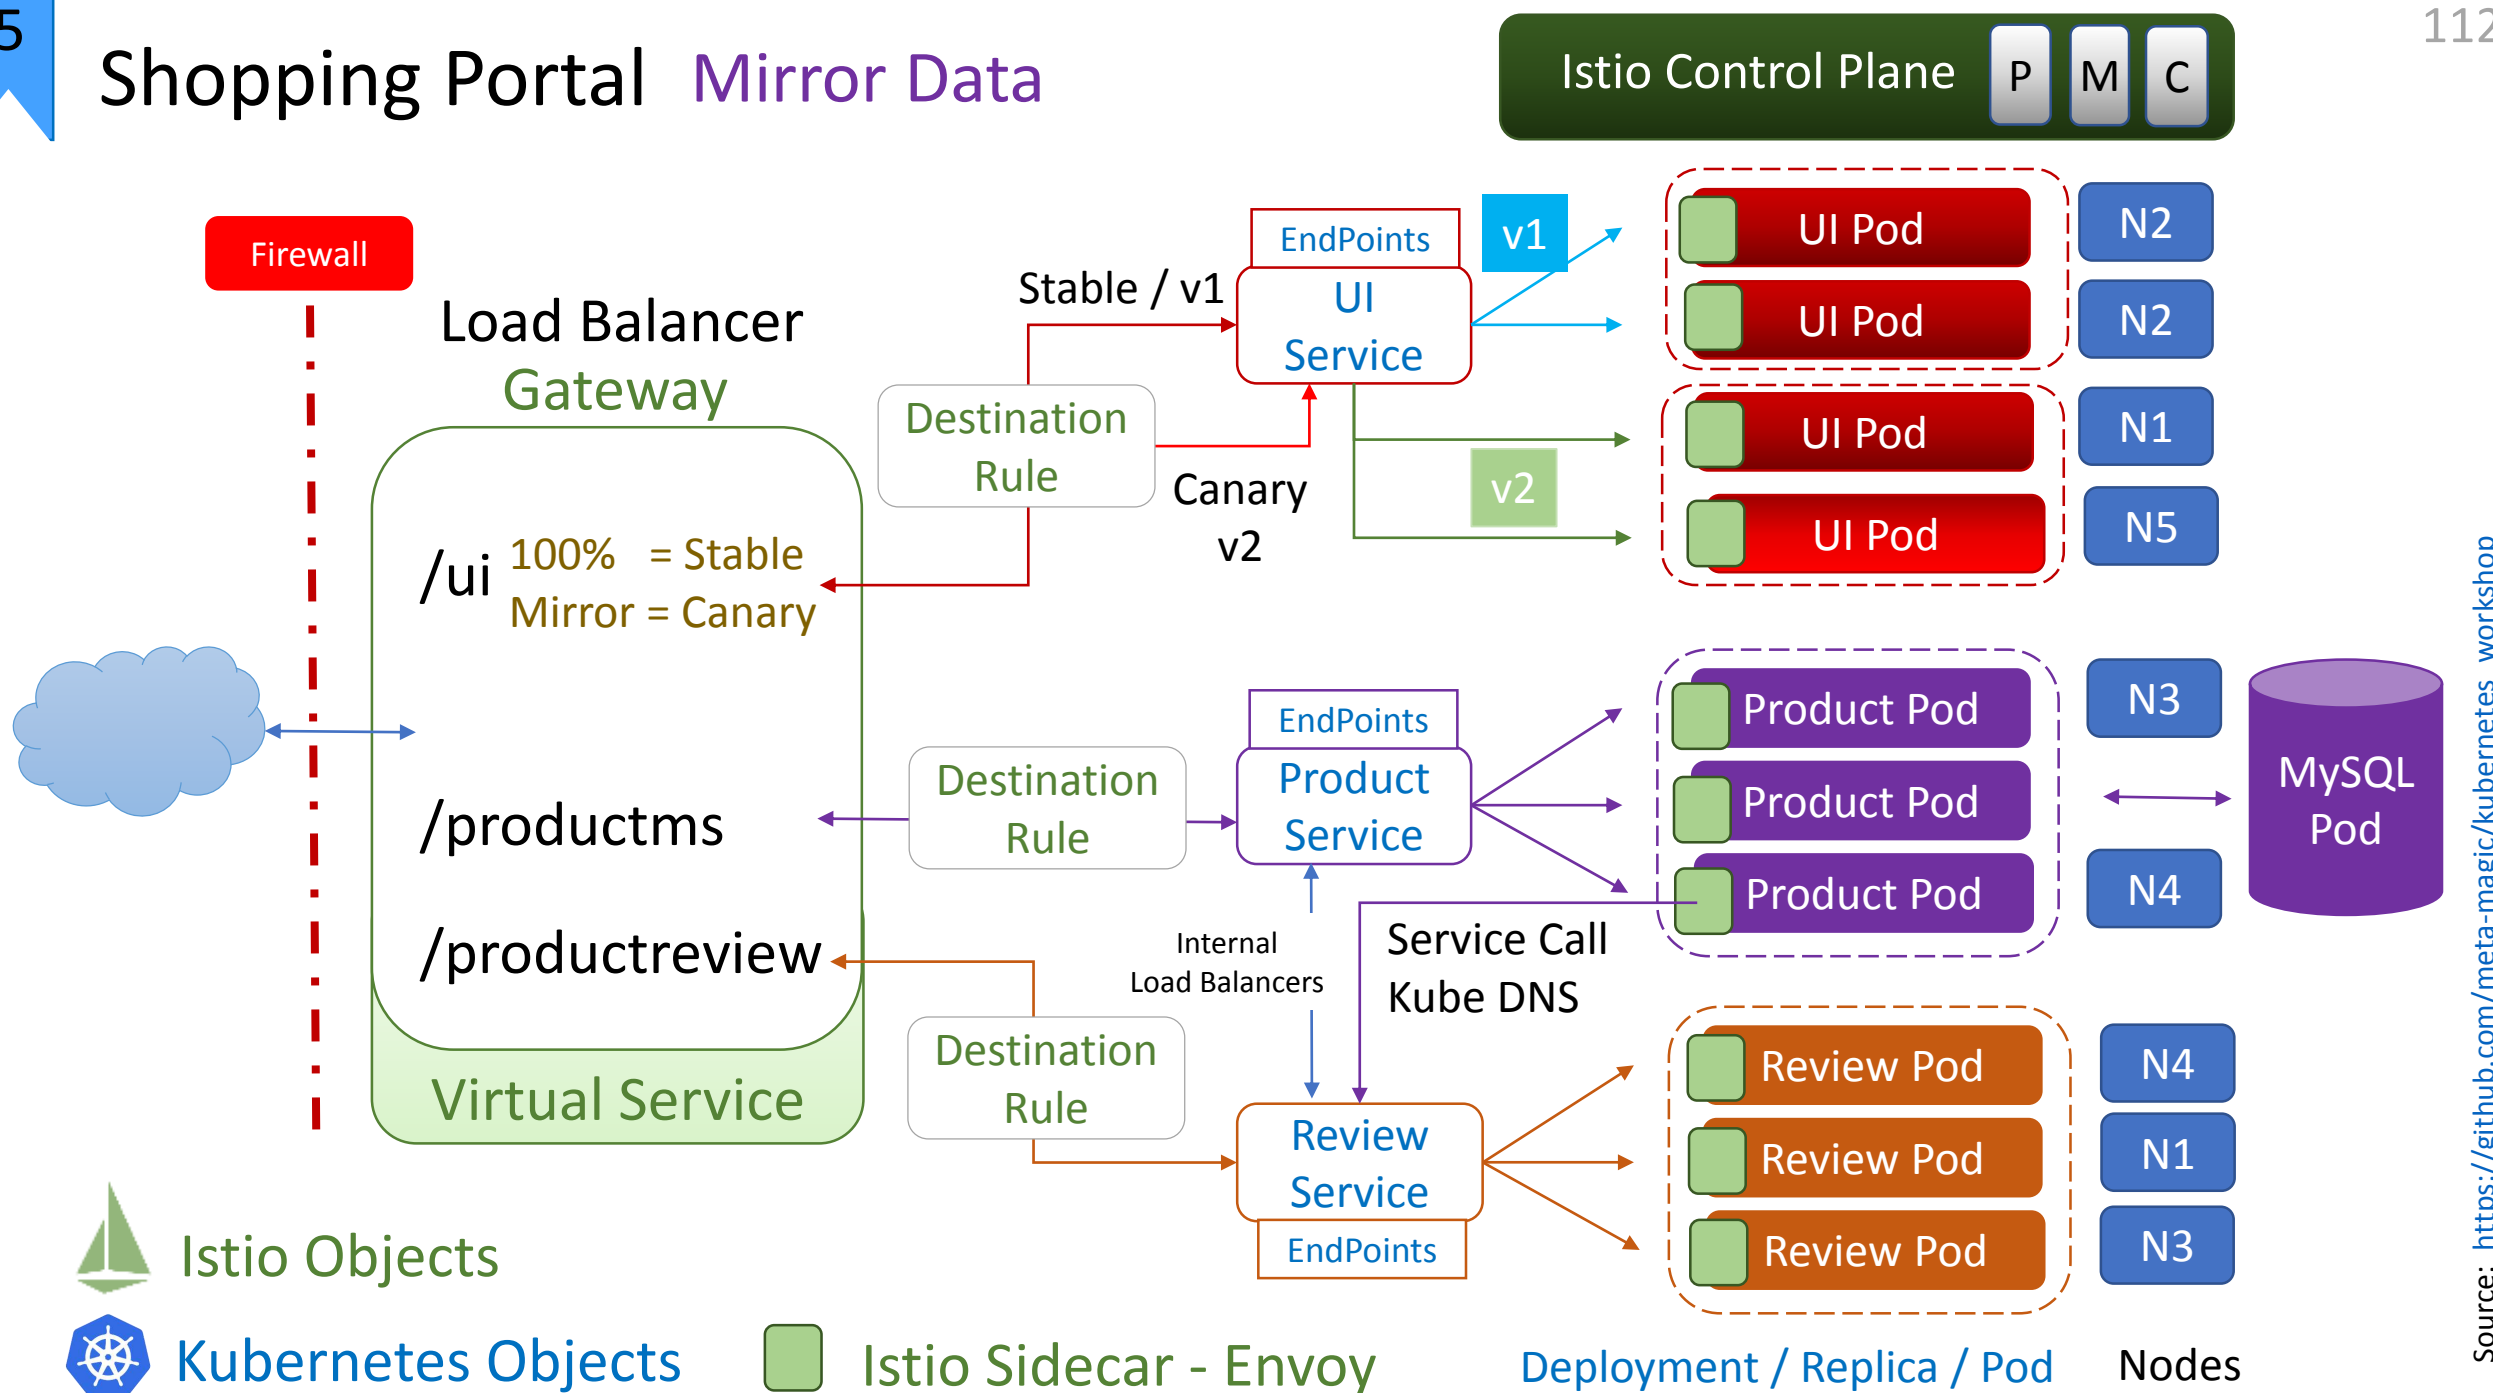 5
Shopping Portal Mirror Data
Istio Control Plane P M C
112
Firewall
Load Balancer
Gateway
/ui
100% = Stable
Mirror = Canary
/productms
/productreview
Virtual Service
Destination
Rule
Stable / v1
Canary
v2
EndPoints
UI
Service
v1
v2
UI Pod
N2
UI Pod
N2
UI Pod
N1
UI Pod
N5
Destination
Rule
EndPoints
Product
Service
Product Pod
N3
Product Pod
Product Pod
N4
MySQL
Pod
Internal
Load Balancers
Service Call
Kube DNS
Destination
Rule
Review
Service
EndPoints
Review Pod
N4
Review Pod
N1
Review Pod
N3
Istio Objects
Kubernetes Objects
Istio Sidecar - Envoy
Deployment / Replica / Pod
Nodes
Source: https://github.com/meta-magic/kubernetes_workshop